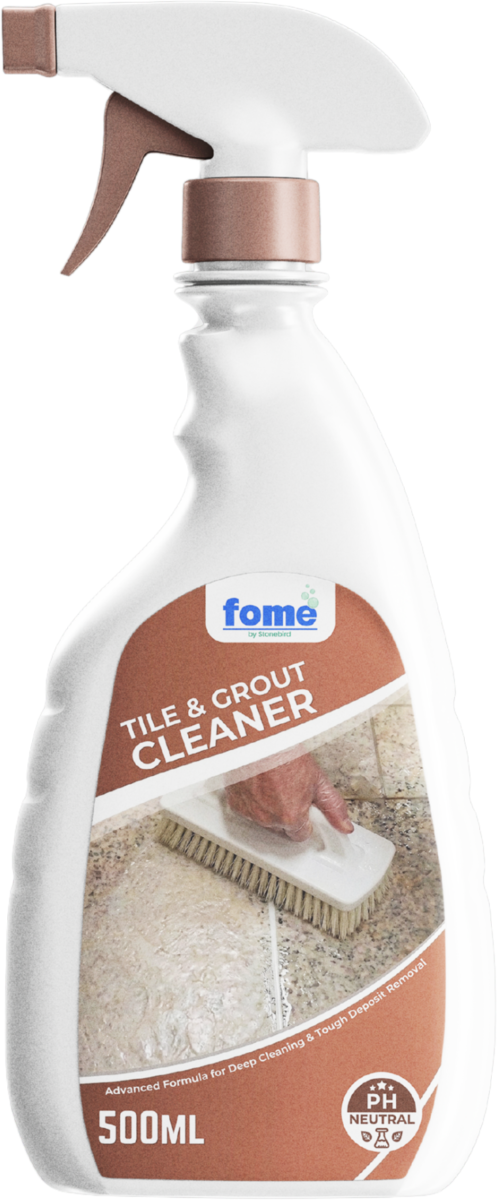 fome
by Stonebird
TILE & GROUT
CLEANER
Advanced Formula for Deep Cleaning & Tough Deposit Removal
500ML
PH
NEUTRAL